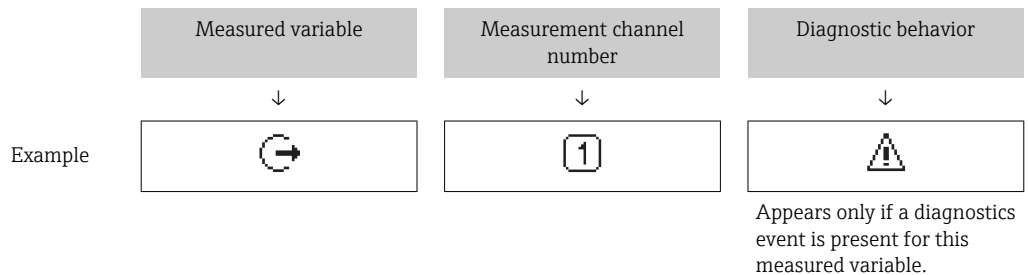 Measured variable
Measurement channel
number
Diagnostic behavior
↓ ↓ ↓
Example
1
Appears only if a diagnostics
event is present for this
measured variable.